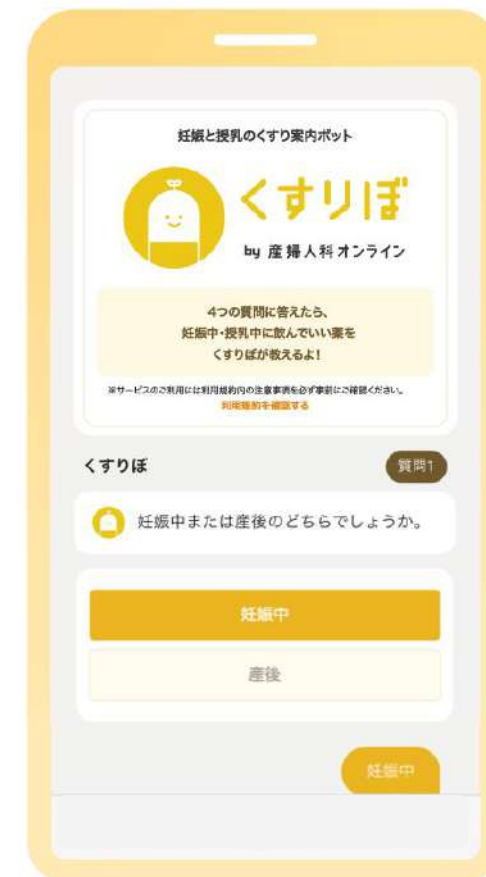 妊娠と授乳のくすり案内ボット
くすりぼ
by 産婦人科オンライン
4つの質問に答えたら、
妊娠中・授乳中に飲んでいい薬を
くすりぼが教えるよ!
※サービスのご利用には利用規約内の注意事項を必ず事前にご確認ください。
利用規約を確認する
くすりぼ
質問1
妊娠中または産後のどちらでしょうか。
妊娠中
産後
妊娠中